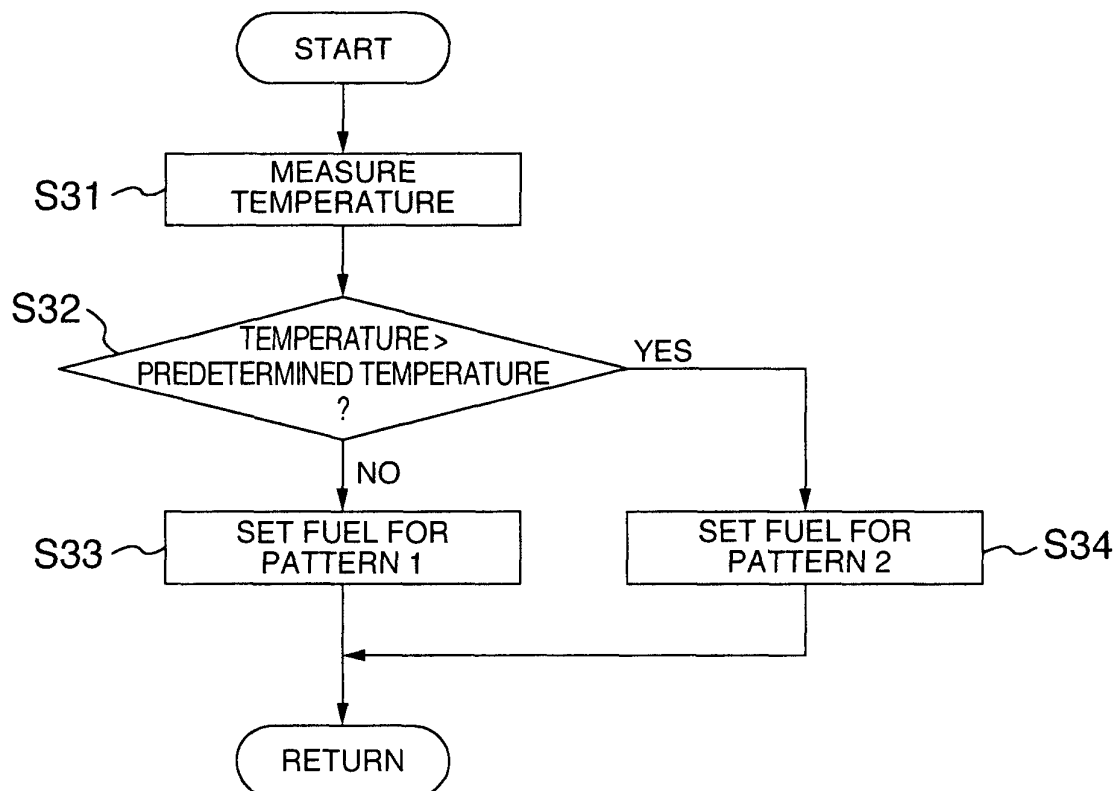 START
S31
MEASURE
TEMPERATURE
S32
TEMPERATURE >
PREDETERMINED TEMPERATURE
?
YES
NO
S33
SET FUEL FOR
PATTERN 1
SET FUEL FOR
PATTERN 2
S34
RETURN